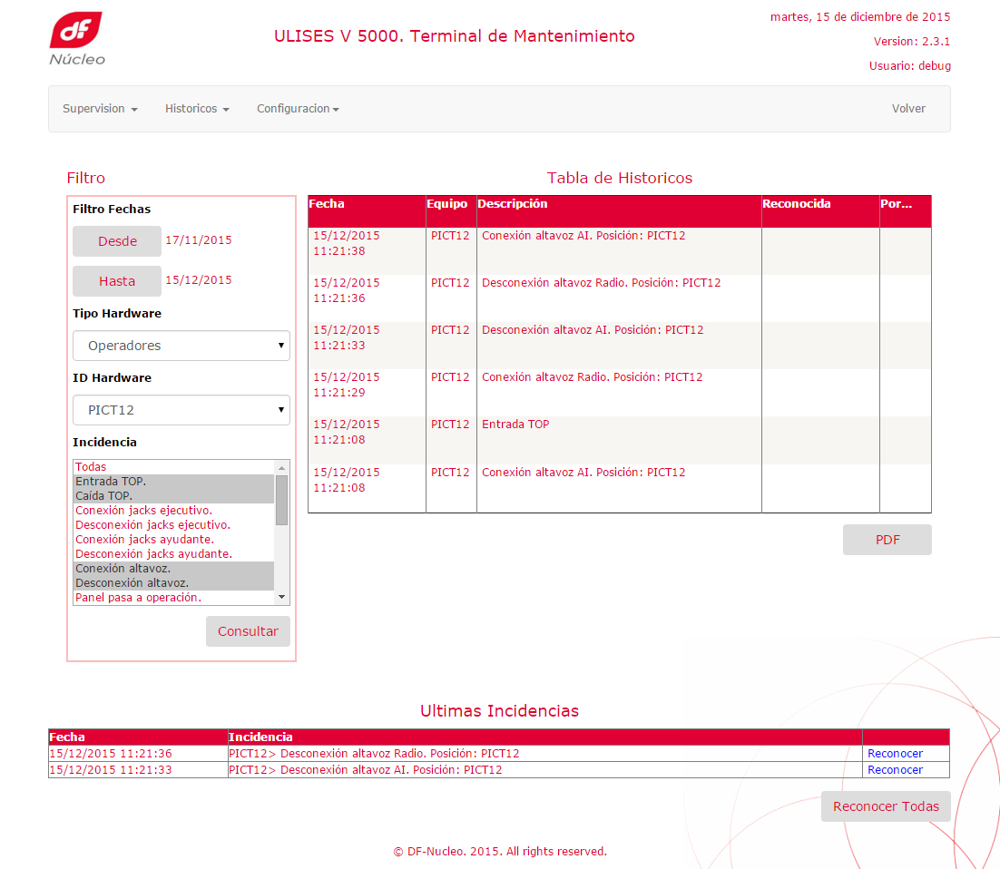 df
Núcleo
ULISES V 5000. Terminal de Mantenimiento
martes, 15 de diciembre de 2015
Version: 2.3.1
Usuario: debug
Supervision Historicos Configuracion Volver
Filtro
Filtro Fechas
Desde 17/11/2015
Hasta 15/12/2015
Tipo Hardware
Operadores
ID Hardware
PICT12
Incidencia
Todas
Entrada TOP.
Caída TOP.
Conexión jacks ejecutivo.
Desconexión jacks ejecutivo.
Conexión jacks ayudante.
Desconexión jacks ayudante.
Conexión altavoz.
Desconexión altavoz.
Panel pasa a operación.
Consultar
Tabla de Historicos
Fecha Equipo Descripción Reconocida Por...
15/12/2015 PICT12 Conexión altavoz AI. Posición: PICT12
11:21:38
15/12/2015 PICT12 Desconexión altavoz Radio. Posición: PICT12
11:21:36
15/12/2015 PICT12 Desconexión altavoz AI. Posición: PICT12
11:21:33
15/12/2015 PICT12 Conexión altavoz Radio. Posición: PICT12
11:21:29
15/12/2015 PICT12 Entrada TOP
11:21:08
15/12/2015 PICT12 Conexión altavoz AI. Posición: PICT12
11:21:08
PDF
Ultimas Incidencias
Fecha Incidencia
15/12/2015 11:21:36 PICT12> Desconexión altavoz Radio. Posición: PICT12 Reconocer
15/12/2015 11:21:33 PICT12> Desconexión altavoz AI. Posición: PICT12 Reconocer
Reconocer Todas
© DF-Nucleo. 2015. All rights reserved.